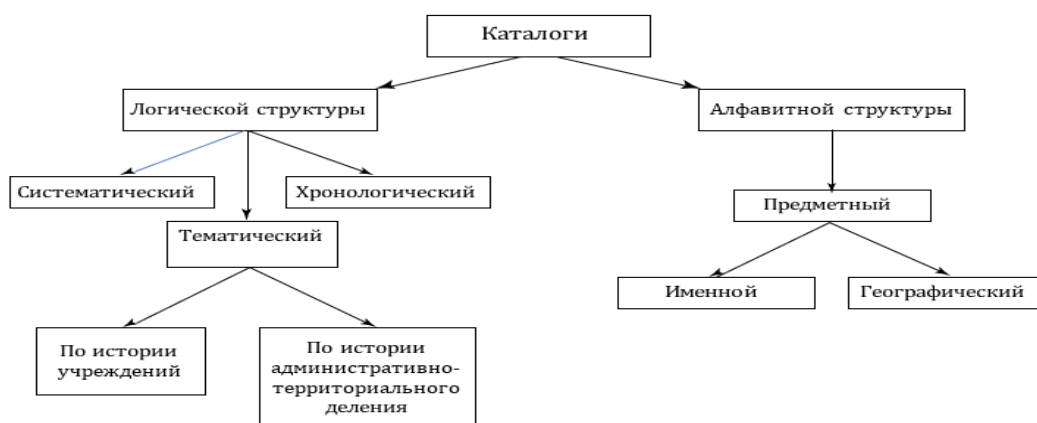 Каталоги
Логической структуры
Алфавитной структуры
Систематический
Хронологический
Предметный
Тематический
Именной
Географический
По истории
учреждений
По истории
административно-
территориального
деления